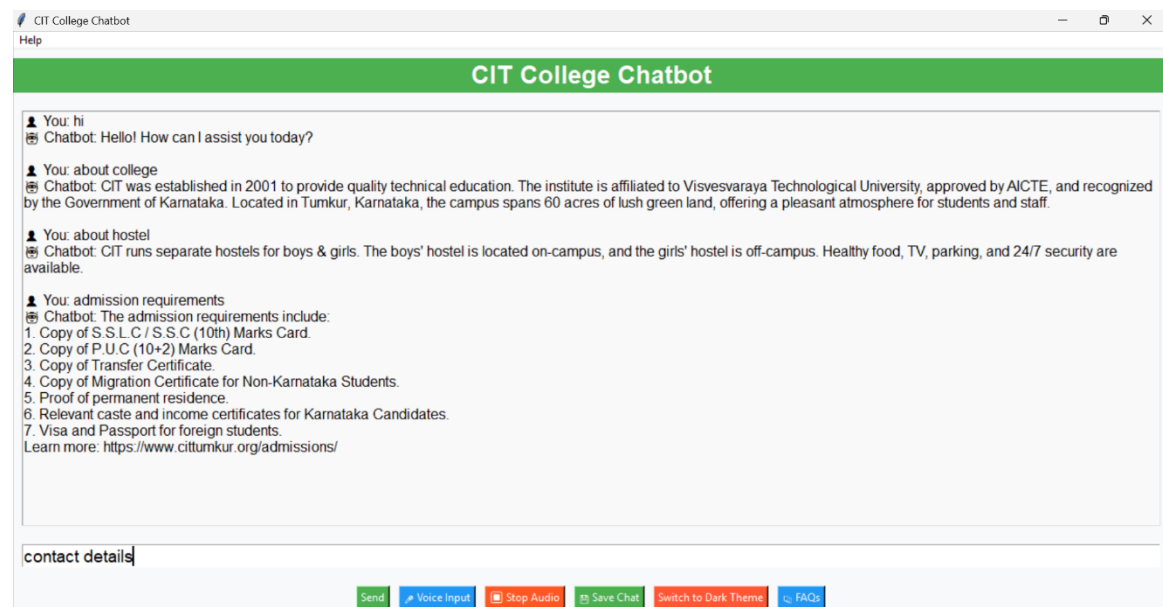 CIT College Chatbot
Help
CIT College Chatbot
You: hi
Chatbot: Hello! How can I assist you today?
You: about college
Chatbot: CIT was established in 2001 to provide quality technical education. The institute is affiliated to Visvesvaraya Technological University, approved by AICTE, and recognized
by the Government of Karnataka. Located in Tumkur, Karnataka, the campus spans 60 acres of lush green land, offering a pleasant atmosphere for students and staff.
You: about hostel
Chatbot: CIT runs separate hostels for boys & girls. The boys' hostel is located on-campus, and the girls' hostel is off-campus. Healthy food, TV, parking, and 24/7 security are
available.
You: admission requirements
Chatbot: The admission requirements include:
1. Copy of S.S.L.C / S.S.C (10th) Marks Card.
2. Copy of P.U.C (10+2) Marks Card.
3. Copy of Transfer Certificate.
4. Copy of Migration Certificate for Non-Karnataka Students.
5. Proof of permanent residence.
6. Relevant caste and income certificates for Karnataka Candidates.
7. Visa and Passport for foreign students.
Learn more: https://www.cittumkur.org/admissions/
contact details
Send Voice Input Stop Audio Save Chat Switch to Dark Theme FAQs